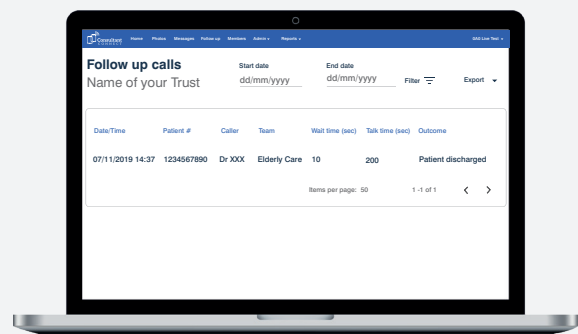 Consultant CONNECT Home Photos Messages Follow up Members Admin Reports UAS Live Test
Follow up calls
Name of your Trust
Start date
dd/mm/yyyy
End date
dd/mm/yyyy
Filter
Export
Date/Time Patient # Caller Team Wait time (sec) Talk time (sec) Outcome
07/11/2019 14:37 1234567890 Dr XXX Elderly Care 10 200 Patient discharged
Items per page: 50 1 -1 of 1